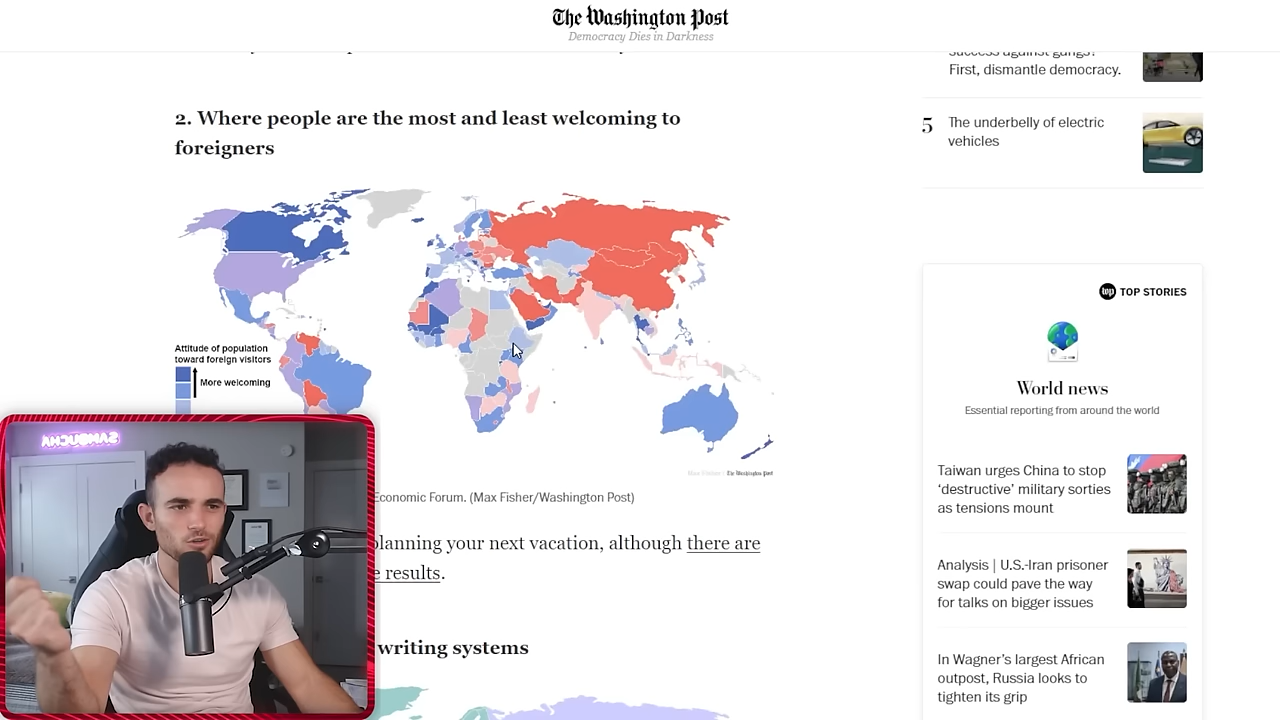 The Washington Post
Democracy Dies in Darkness
success against gangs?
First, dismantle democracy.
5
The underbelly of electric
vehicles
2. Where people are the most and least welcoming to
foreigners
Attitude of population
toward foreign visitors
More welcoming
Max Fisher / The Washington Post
Economic Forum. (Max Fisher/Washington Post)
planning your next vacation, although there are
e results.
writing systems
wp TOP STORIES
World news
Essential reporting from around the world
Taiwan urges China to stop
‘destructive’ military sorties
as tensions mount
Analysis | U.S.-Iran prisoner
swap could pave the way
for talks on bigger issues
In Wagner’s largest African
outpost, Russia looks to
tighten its grip